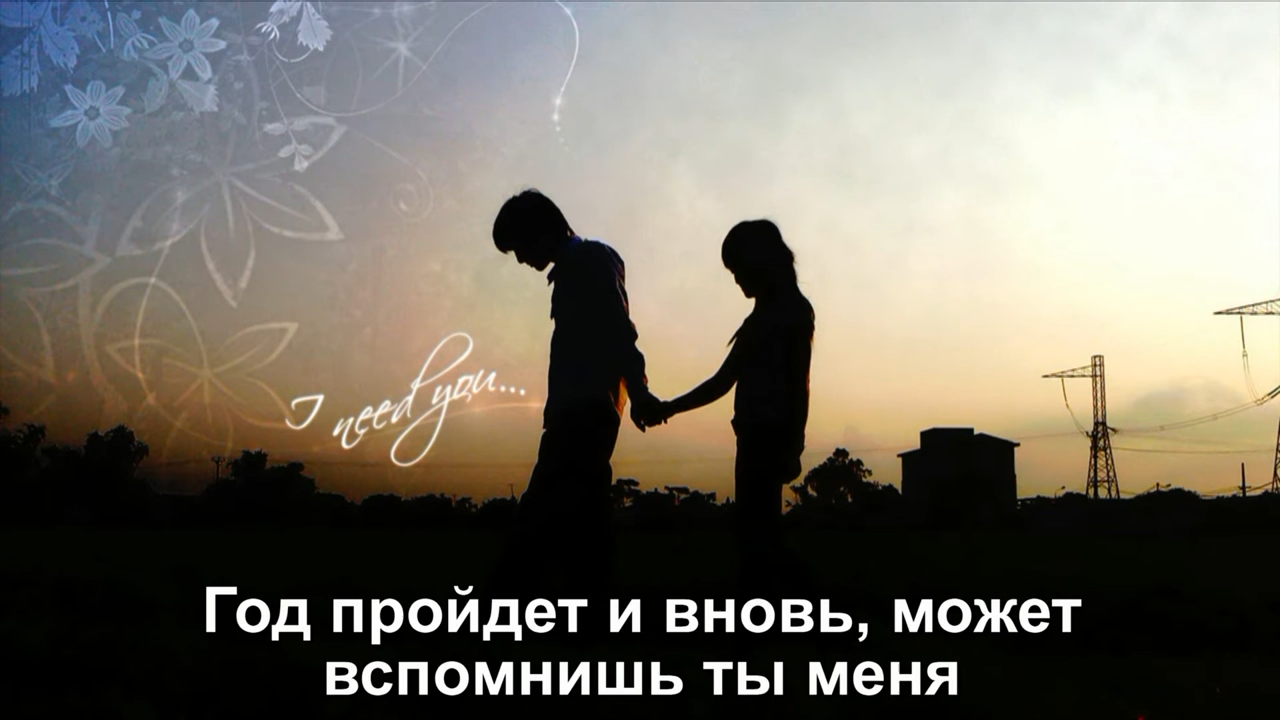 I need you...
Год пройдет и вновь, может
вспомнишь ты меня